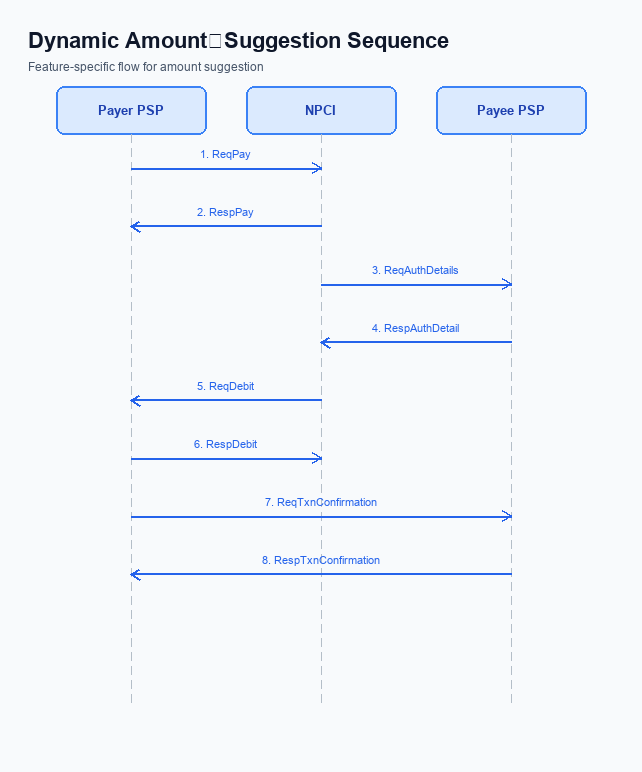 Dynamic Amount□Suggestion Sequence
Feature-specific flow for amount suggestion
Payer PSP
NPCI
Payee PSP
1. ReqPay
2. RespPay
3. ReqAuthDetails
4. RespAuthDetail
5. ReqDebit
6. RespDebit
7. ReqTxnConfirmation
8. RespTxnConfirmation